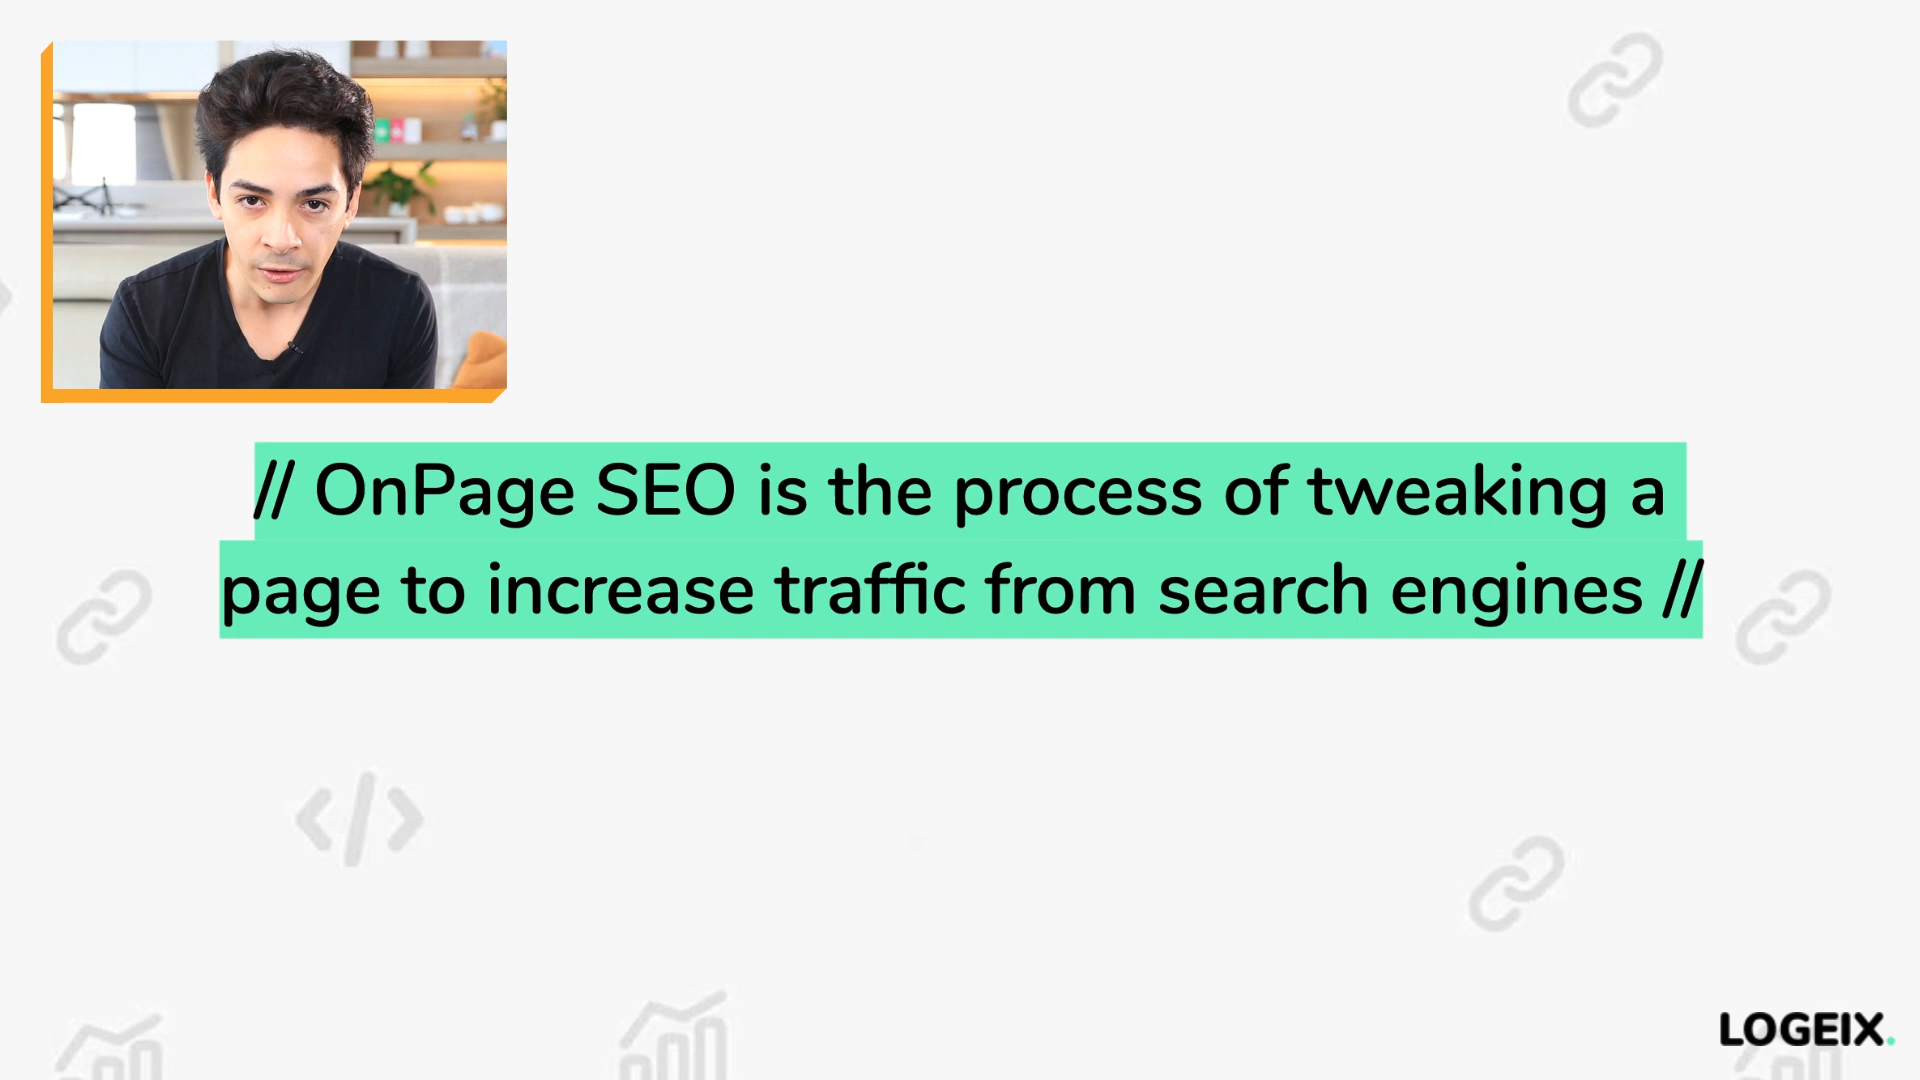 // OnPage SEO is the process of tweaking a
page to increase traffic from search engines //
LOGEIX.